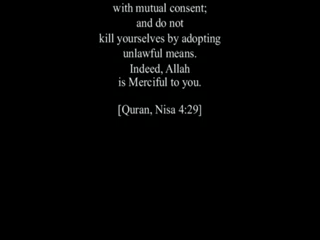 with mutual consent;
and do not
kill yourselves by adopting
unlawful means.
Indeed, Allah
is Merciful to you.
[Quran, Nisa 4:29]